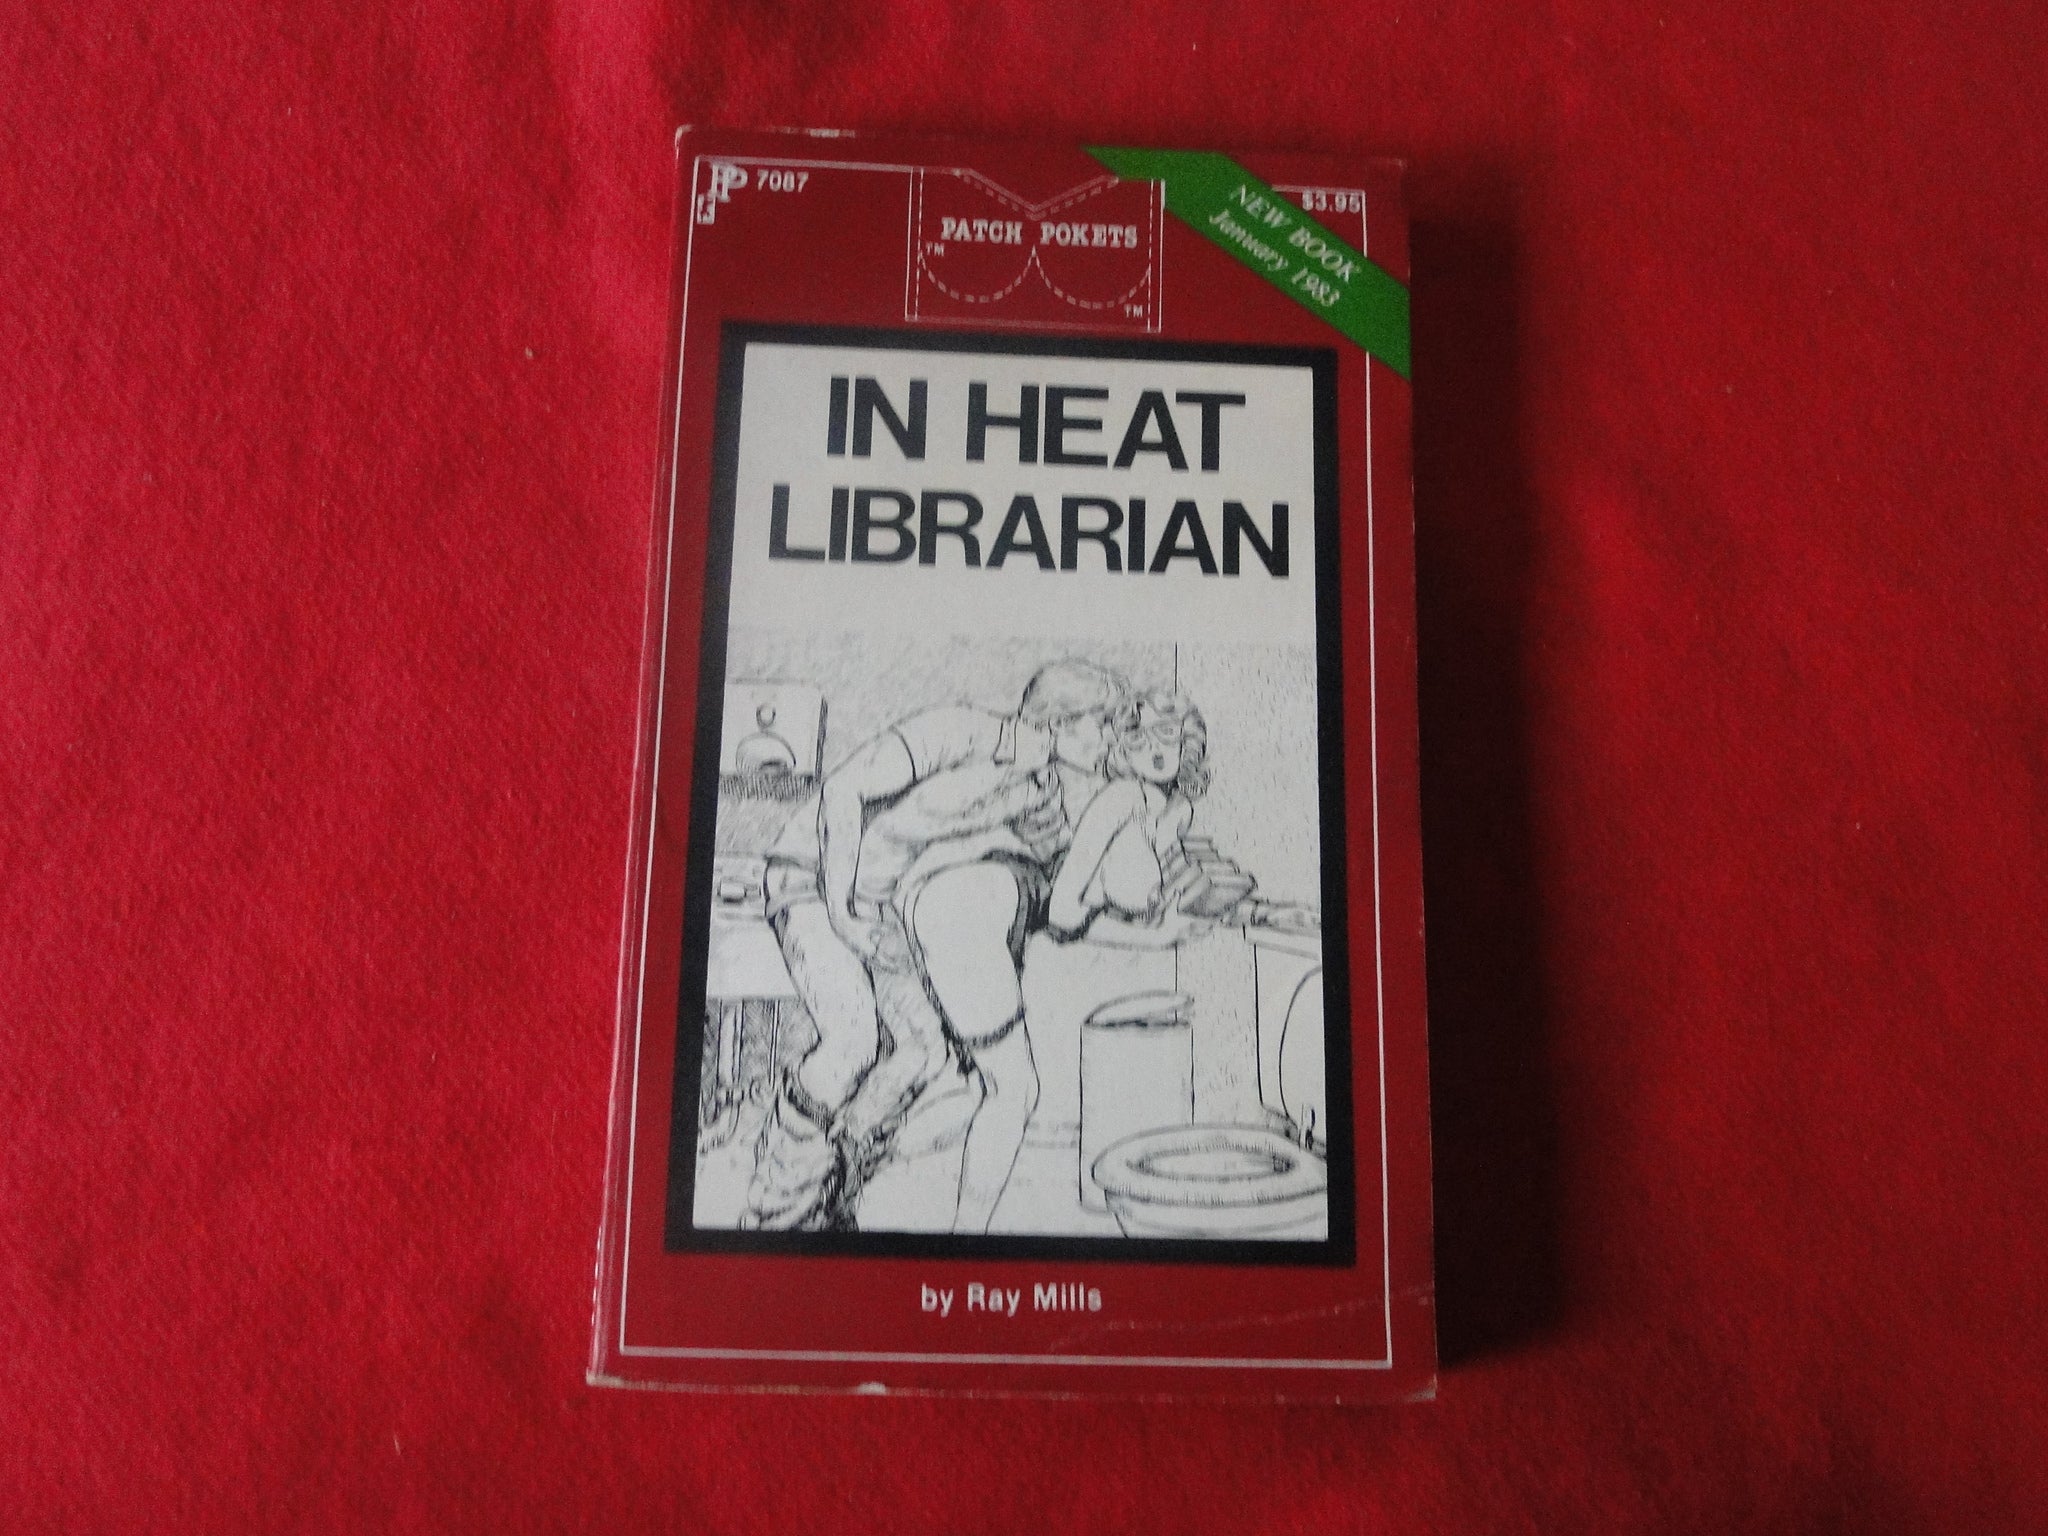 PP 7087
$3.95
NEW BOOK
January 1983
PATCH POKETS
TM
TM
IN HEAT
LIBRARIAN
by Ray Mills